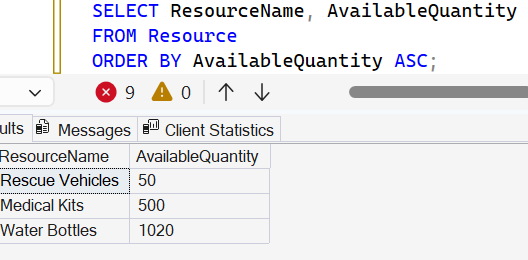 SELECT ResourceName, AvailableQuantity
FROM Resource
ORDER BY AvailableQuantity ASC;
9 0
ults Messages Client Statistics
ResourceName AvailableQuantity
Rescue Vehicles 50
Medical Kits 500
Water Bottles 1020